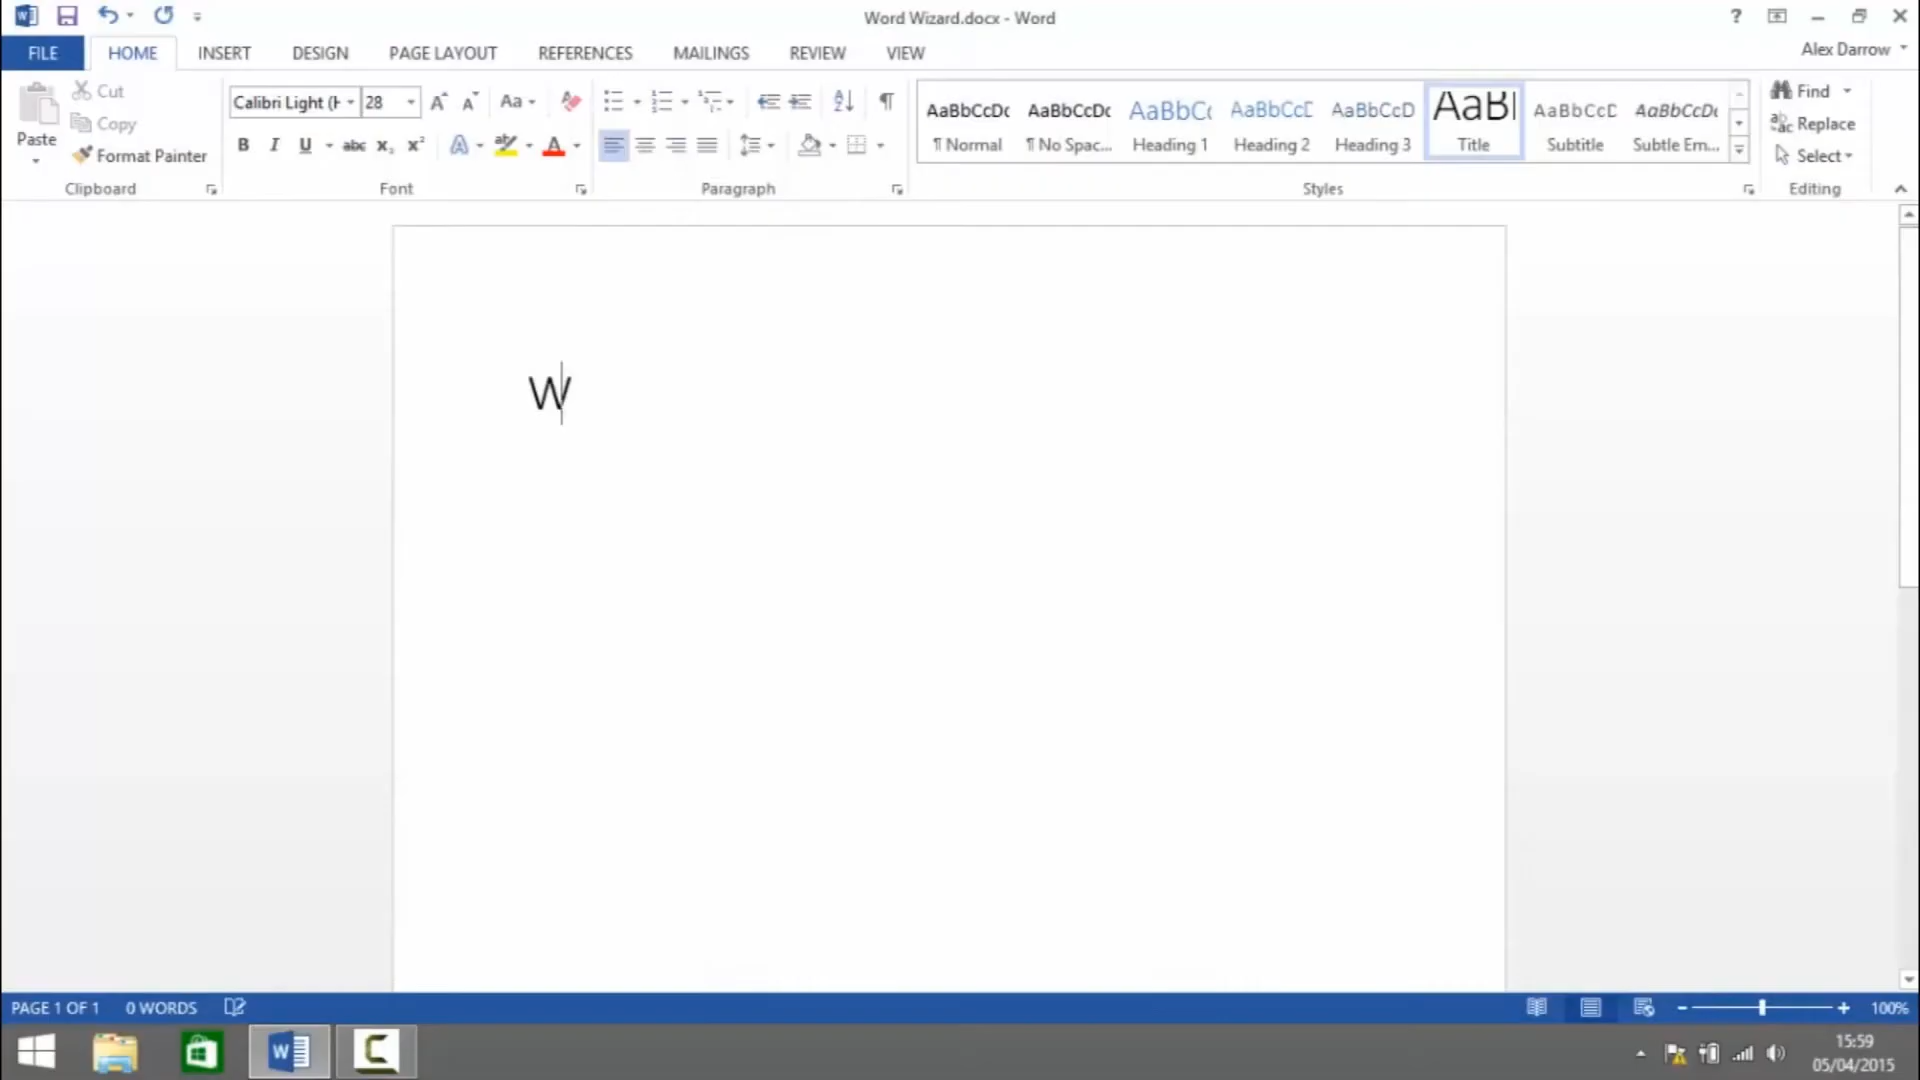 Word Wizard.docx - Word
?
FILE HOME INSERT DESIGN PAGE LAYOUT REFERENCES MAILINGS REVIEW VIEW
Alex Darrow
Paste
Cut
Copy
Format Painter
Clipboard
Calibri Light (H 28
A A Aa
B I U abc x₂ x² A A
Font
Paragraph
AaBbCcDc AaBbCcDc AaBbCc AaBbCcD AaBbCcD AaB AaBbCcD AaBbCcDc
¶ Normal ¶ No Spac... Heading 1 Heading 2 Heading 3 Title Subtitle Subtle Em...
Styles
Find
Replace
Select
Editing
W
PAGE 1 OF 1 0 WORDS
100%
15:59
05/04/2015